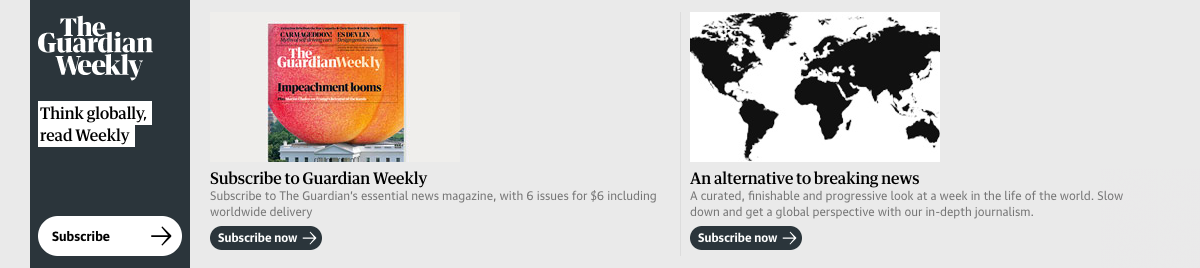 The
Guardian
Weekly
Think globally,
read Weekly
Subscribe
CARMAGEDDON!
ES DEVLIN
The
Guardian Weekly
Impeachment looms
Subscribe to Guardian Weekly
Subscribe to The Guardian's essential news magazine, with 6 issues for $6 including
worldwide delivery
Subscribe now
An alternative to breaking news
A curated, finishable and progressive look at a week in the life of the world. Slow
down and get a global perspective with our in-depth journalism.
Subscribe now